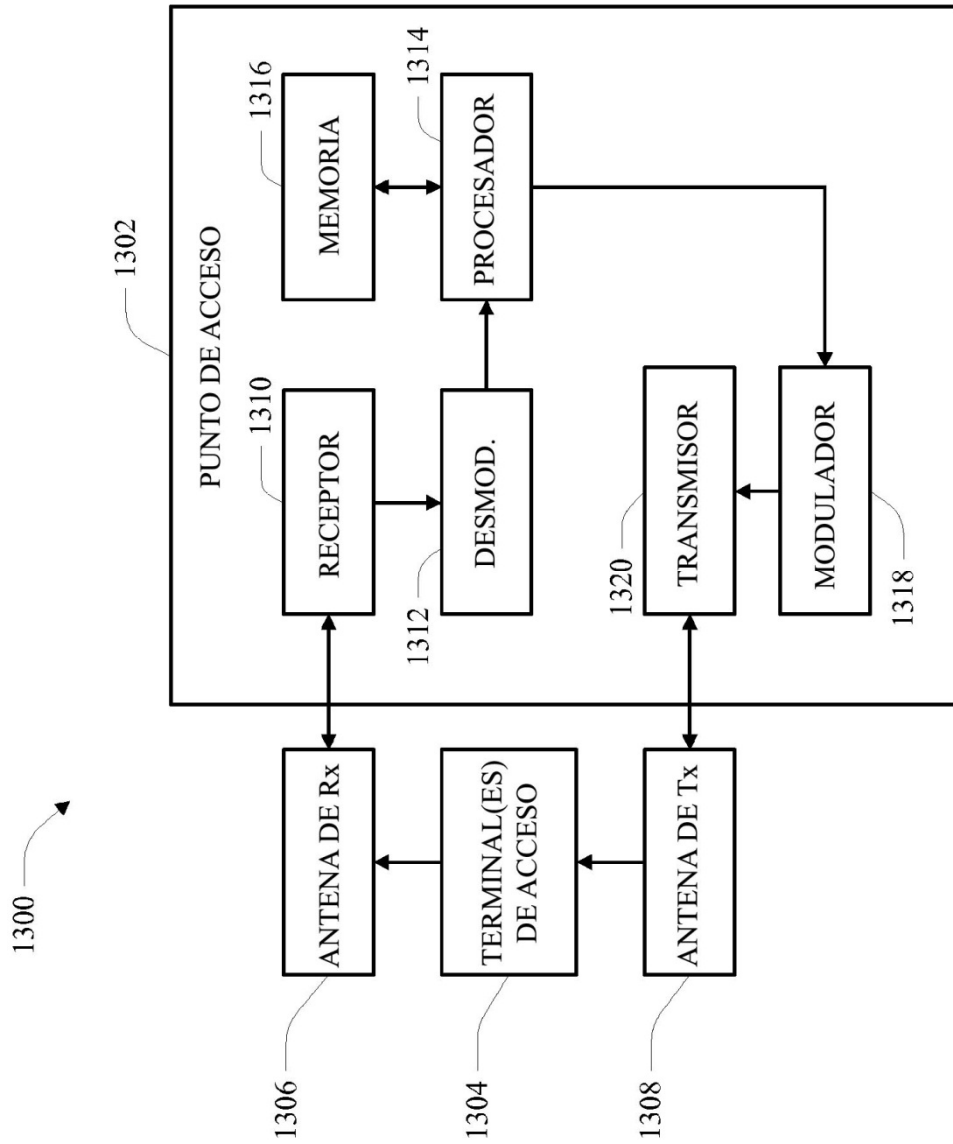 1300
1302
PUNTO DE ACCESO
1306
ANTENA DE Rx
1310
RECEPTOR
1316
MEMORIA
1304
TERMINAL(ES)
DE ACCESO
1312
DESMOD.
1314
PROCESADOR
1308
ANTENA DE Tx
1320
TRANSMISOR
MODULADOR
1318